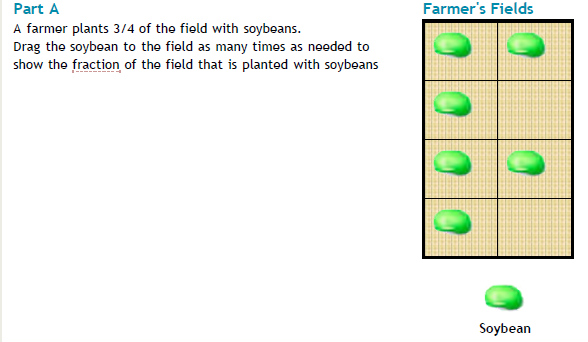 Part A
A farmer plants 3/4 of the field with soybeans.
Drag the soybean to the field as many times as needed to
show the fraction of the field that is planted with soybeans
Farmer's Fields
Soybean